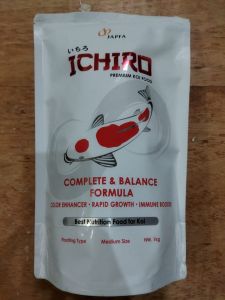 JAPFA
いちろ
ICHIRO
PREMIUM KOI FOOD
COMPLETE & BALANCE
FORMULA
COLOR ENHANCER • RAPID GROWTH • IMMUNE BOOSTER
Best Nutrition Food for Koi
Floating Type Medium Size NW. 1kg